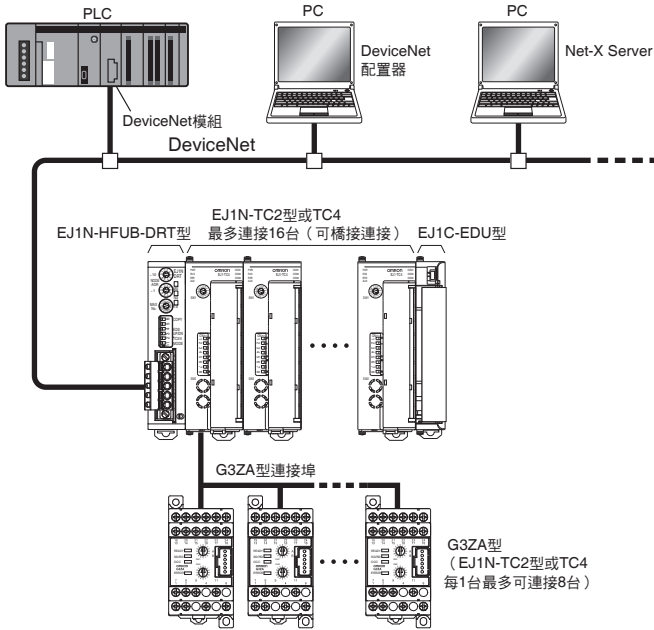 PLC
PC
PC
DeviceNet
配置器
Net-X Server
DeviceNet模組
DeviceNet
EJ1N-HFUB-DRT型
EJ1N-TC2型或TC4
最多連接16台（可橋接連接）
EJ1C-EDU型
omron
omron
omron
G3ZA型連接埠
G3ZA型
（EJ1N-TC2型或TC4
每1台最多可連接8台）